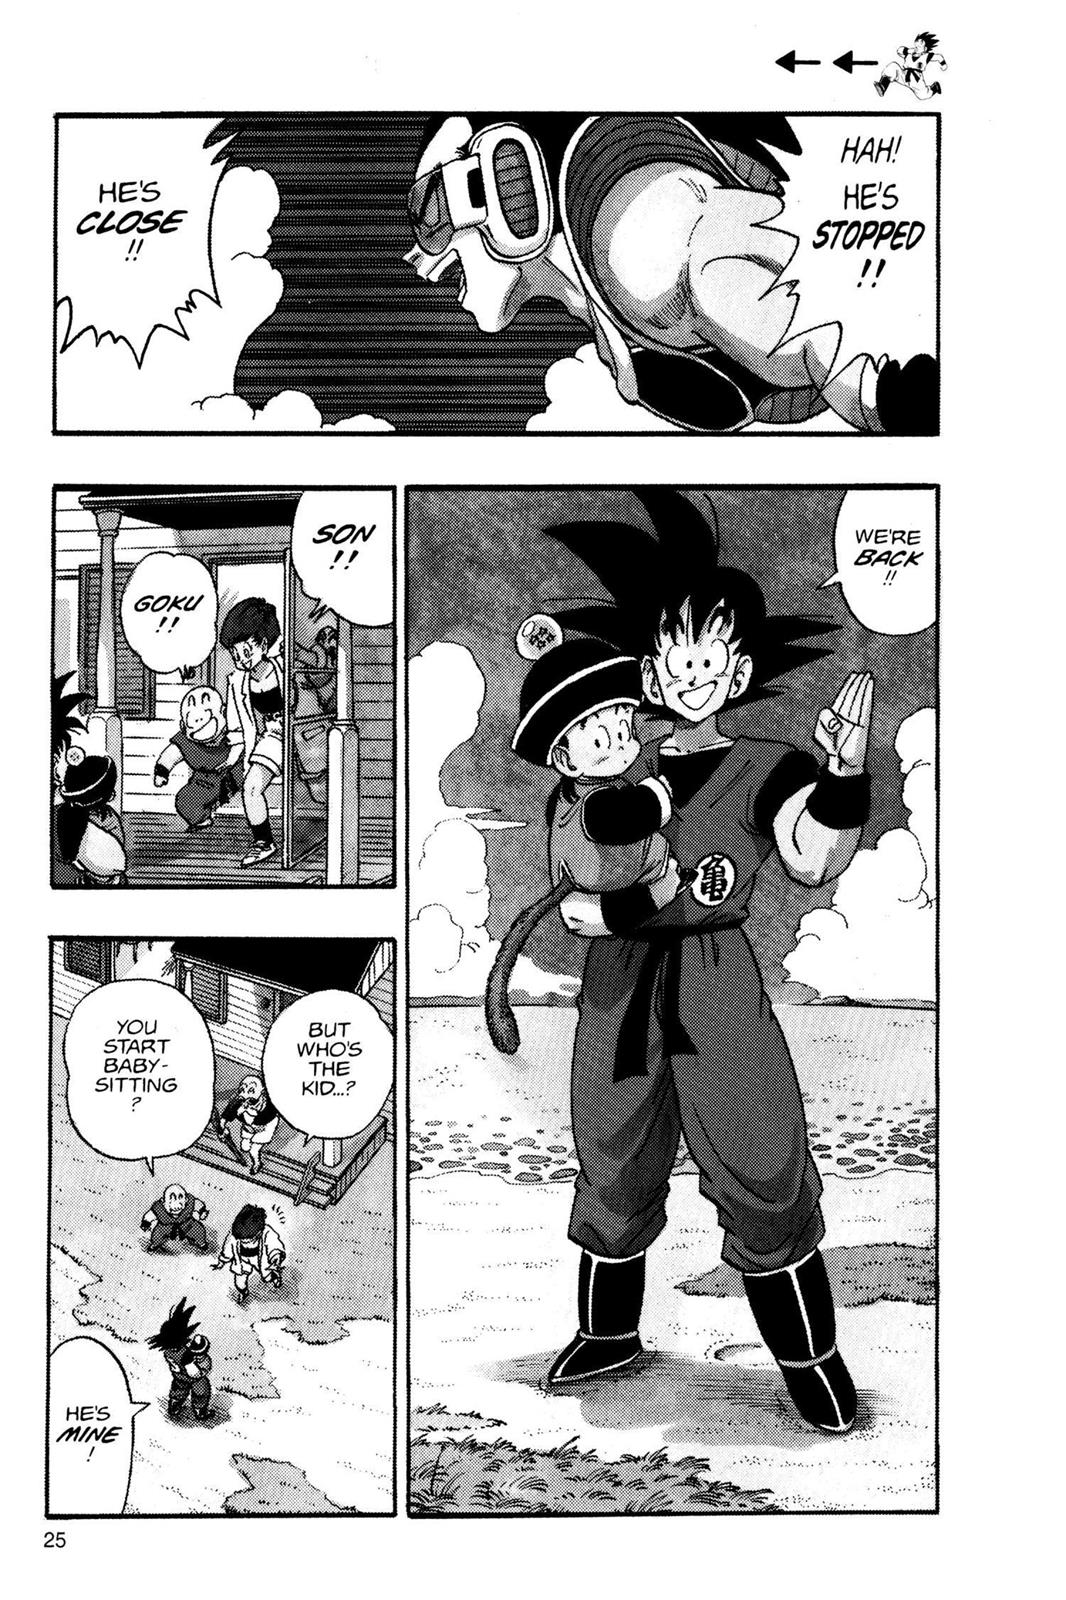 HAH!
HE'S
STOPPED
!!
HE'S
CLOSE
!!
WE'RE
BACK
!!
亀
SON
!!
GOKU
!!
BUT
WHO'S
THE
KID...?
YOU
START
BABY-
SITTING
?
HE'S
MINE
!
25